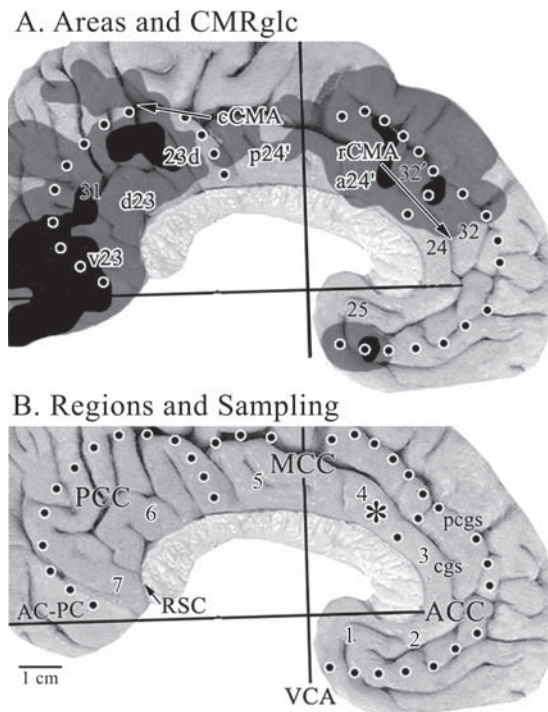 A. Areas and CMRglc
cCMA
23d
p24'
rCMA
32'
a24'
31
d23
32
24
v23
25
B. Regions and Sampling
MCC
PCC
5
4
*
6
pcgs
3
cgs
7
RSC
AC-PC
ACC
1
2
1 cm
VCA